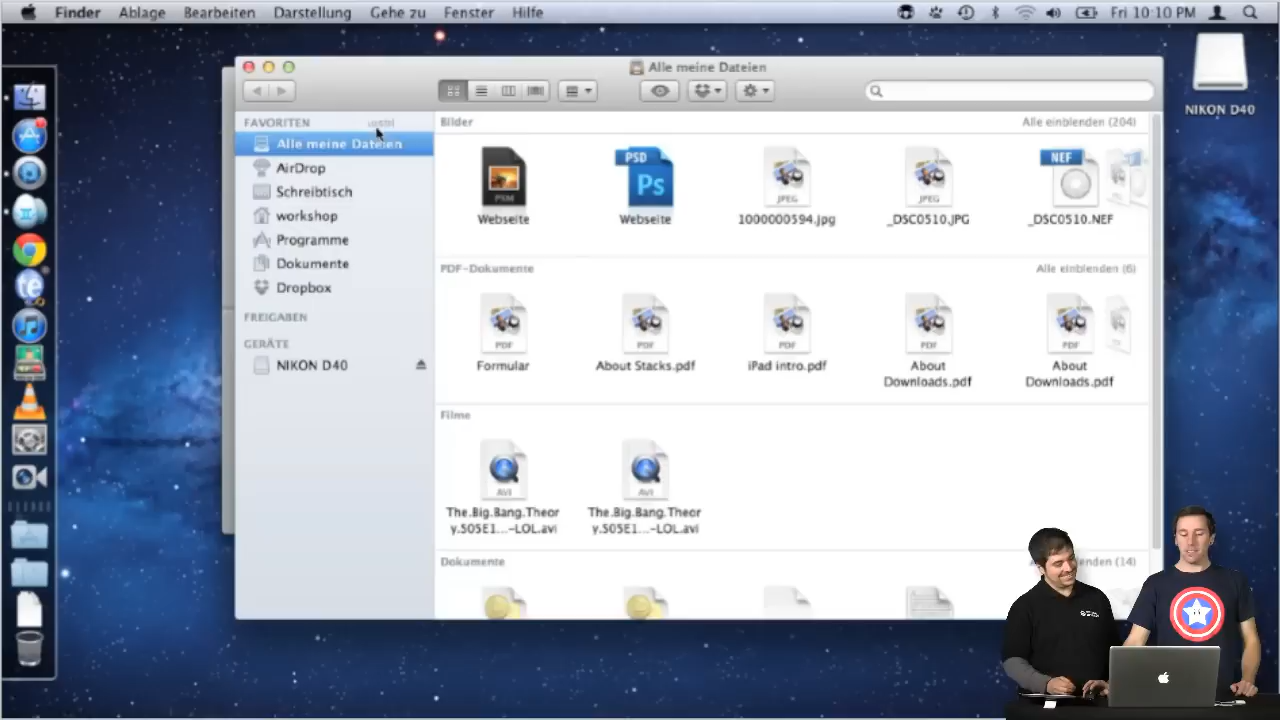 Finder Ablage Bearbeiten Darstellung Gehe zu Fenster Hilfe Fri 10:10 PM
Alle meine Dateien
NIKON D40
FAVORITEN
Alle meine Dateien
AirDrop
Schreibtisch
workshop
Programme
Dokumente
Dropbox
FREIGABEN
GERÄTE
NIKON D40
Bilder Alle einblenden (204)
PSM PSD Ps JPEG JPEG NEF
Webseite Webseite 1000000594.jpg _DSC0510.JPG _DSC0510.NEF
PDF-Dokumente Alle einblenden (6)
PDF PDF PDF PDF PDF
Formular About Stacks.pdf iPad intro.pdf About Downloads.pdf About Downloads.pdf
Filme
AVI AVI
The.Big.Bang.Theor The.Big.Bang.Theor
y.S05E1...-LOL.avi y.S05E1...-LOL.avi
Dokumente enden (14)
te